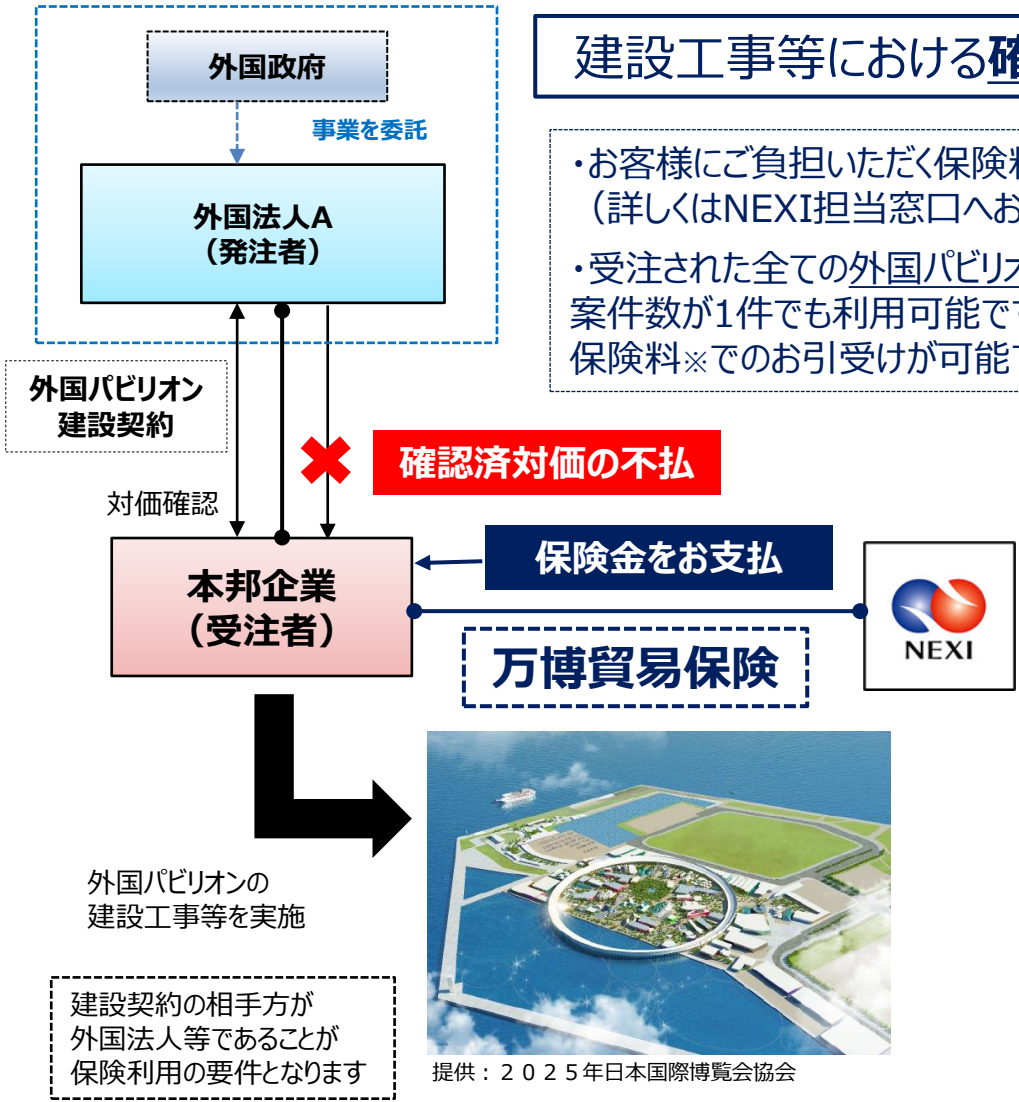 外国政府
事業を委託
外国法人A
（発注者）
建設工事等における確
・お客様にご負担いただく保険料
（詳しくはNEXI担当窓口へお
・受注された全ての外国パビリオ
案件数が1件でも利用可能です
保険料※でのお引受けが可能で
外国パビリオン
建設契約
対価確認
確認済対価の不払
保険金をお支払
本邦企業
（受注者）
万博貿易保険
NEXI
外国パビリオンの
建設工事等を実施
建設契約の相手方が
外国法人等であることが
保険利用の要件となります
提供：２０２５年日本国際博覧会協会